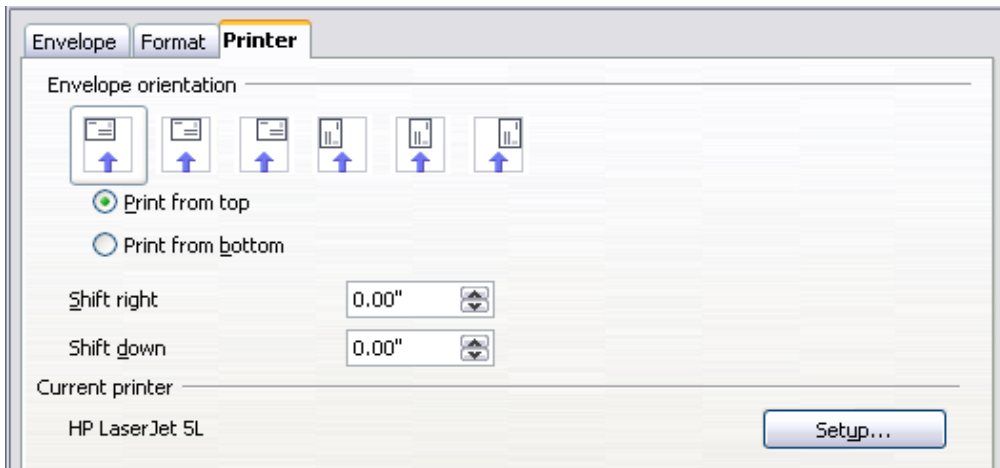 Envelope Format Printer
Envelope orientation
Print from top
Print from bottom
Shift right 0.00"
Shift down 0.00"
Current printer
HP LaserJet 5L Setup...